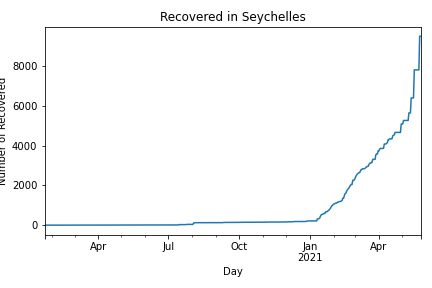 Recovered in Seychelles
Number of Recovered
8000
6000
4000
2000
0
Apr
Jul
Oct
Jan
2021
Apr
Day